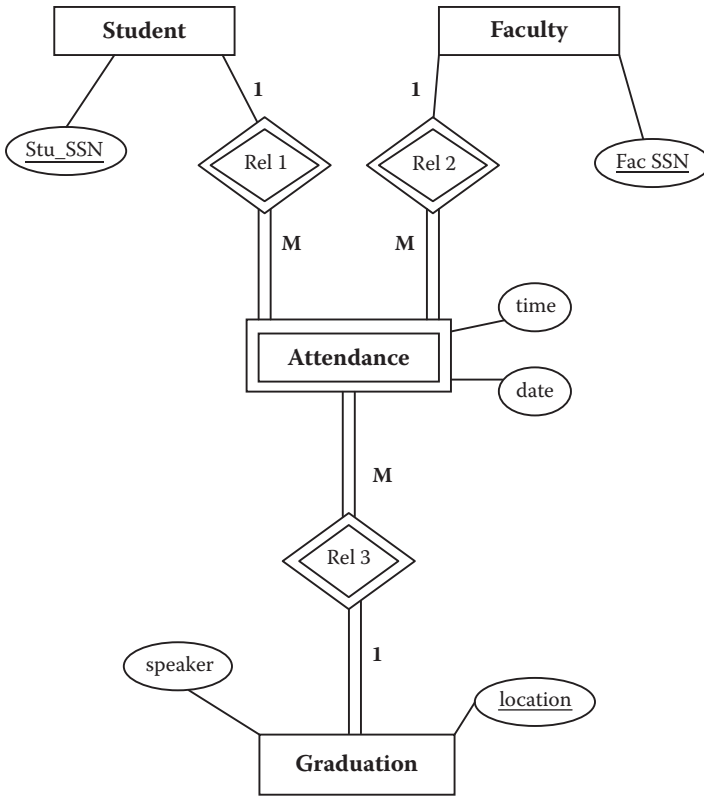 Student
Faculty
1
1
Stu_SSN
Rel 1
Rel 2
Fac SSN
M
M
time
Attendance
date
M
Rel 3
1
speaker
location
Graduation